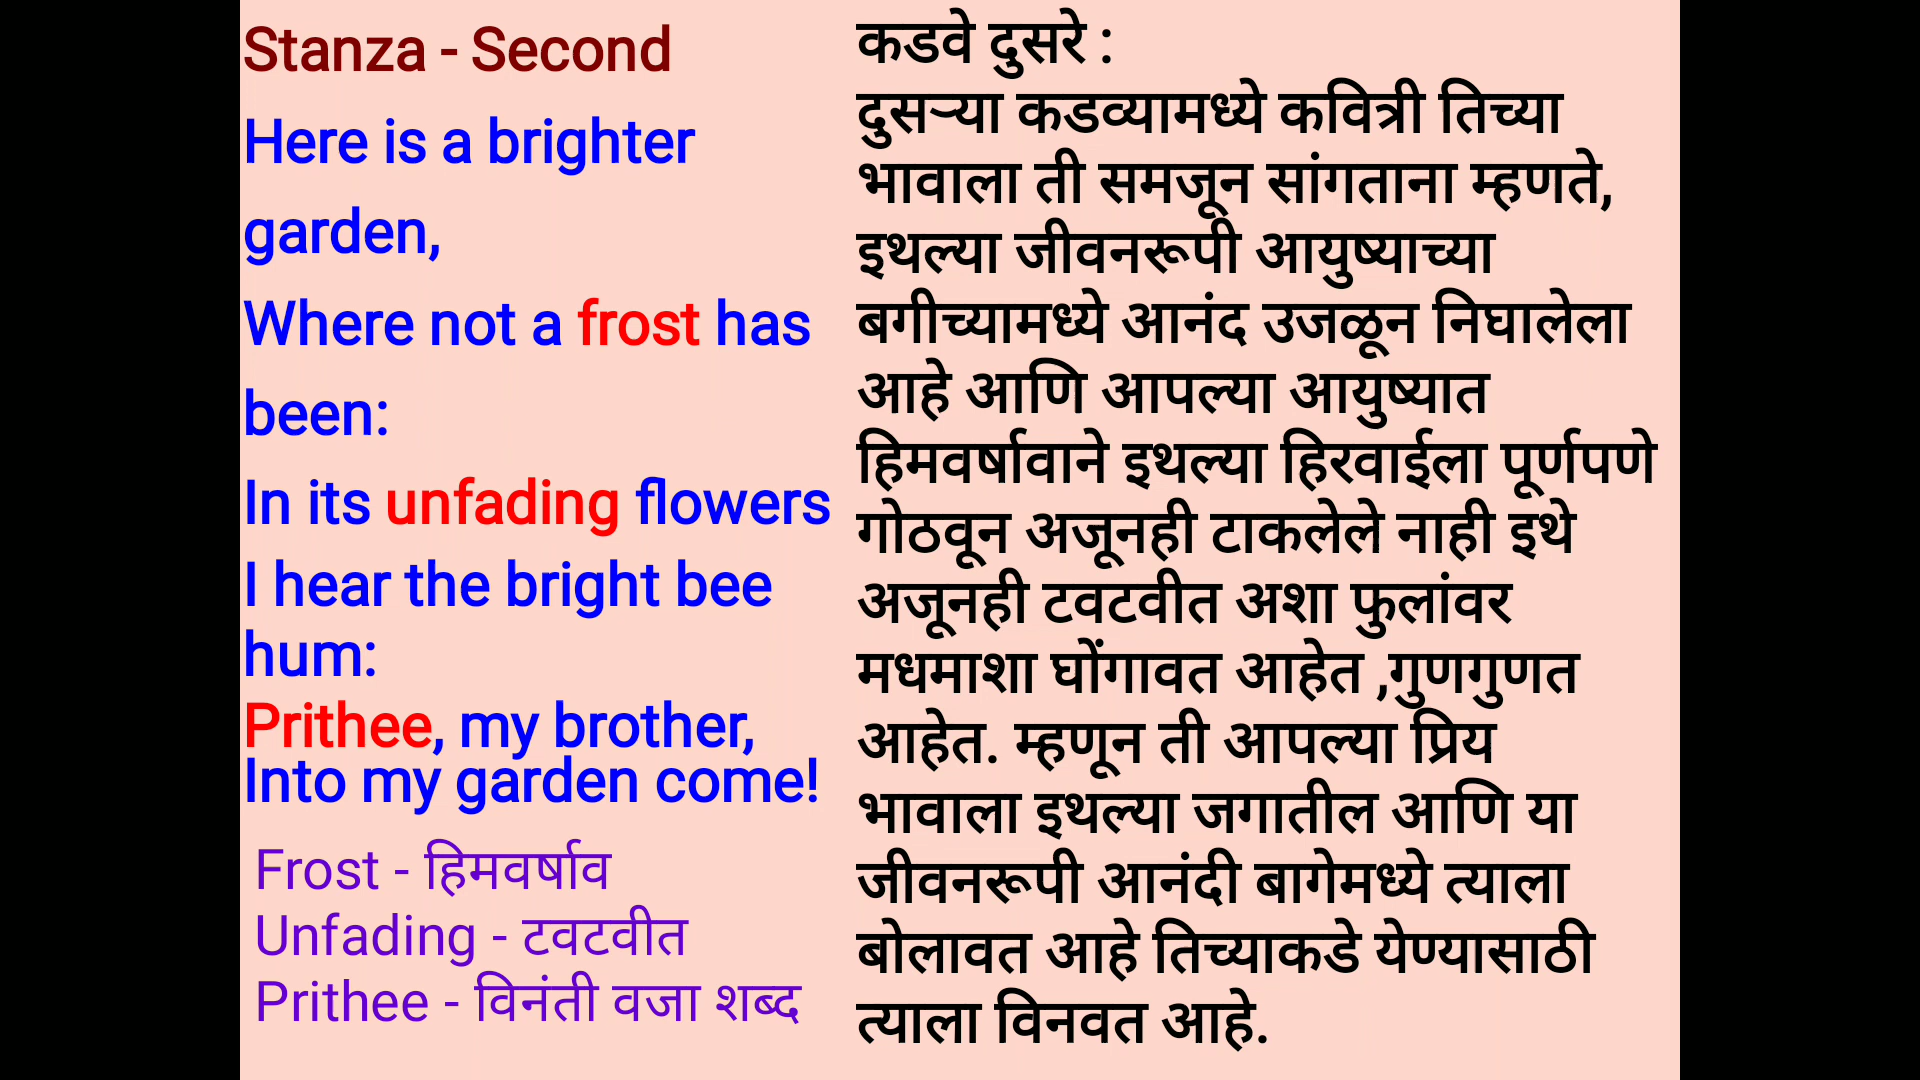 Stanza - Second
Here is a brighter
garden,
Where not a frost has
been:
In its unfading flowers
I hear the bright bee
hum:
Prithee, my brother,
Into my garden come!
Frost - हिमवर्षाव
Unfading - टवटवीत
Prithee - विनंती वजा शब्द
कडवे दुसरे :
दुसऱ्या कडव्यामध्ये कवित्री तिच्या
भावाला ती समजून सांगताना म्हणते,
इथल्या जीवनरूपी आयुष्याच्या
बगीच्यामध्ये आनंद उजळून निघालेला
आहे आणि आपल्या आयुष्यात
हिमवर्षावाने इथल्या हिरवाईला पूर्णपणे
गोठवून अजूनही टाकलेले नाही इथे
अजूनही टवटवीत अशा फुलांवर
मधमाशा घोंगावत आहेत ,गुणगुणत
आहेत. म्हणून ती आपल्या प्रिय
भावाला इथल्या जगातील आणि या
जीवनरूपी आनंदी बागेमध्ये त्याला
बोलावत आहे तिच्याकडे येण्यासाठी
त्याला विनवत आहे.